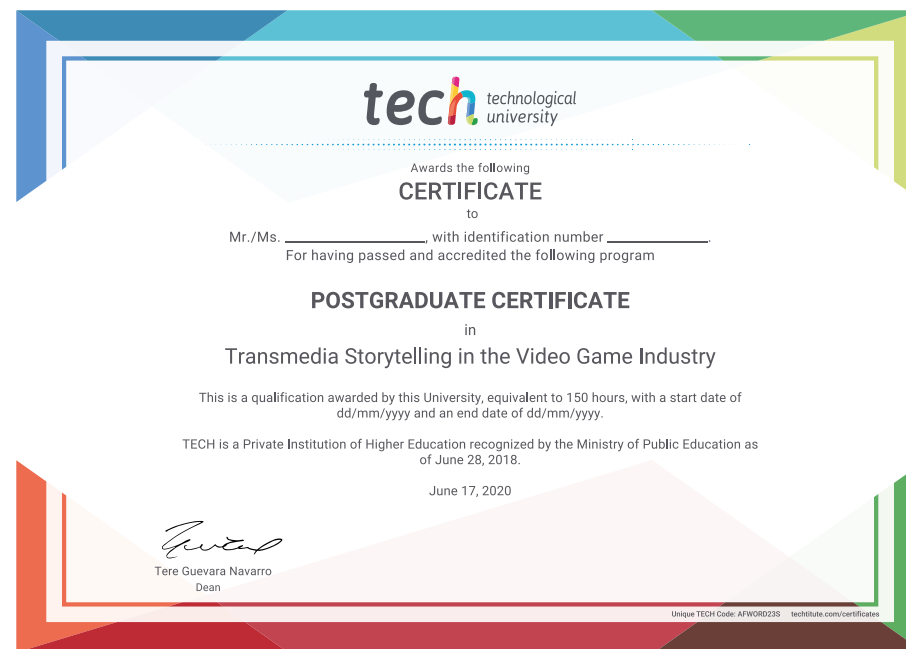 tech technological
university
Awards the following
CERTIFICATE
to
Mr./Ms. ____________________, with identification number ______________.
For having passed and accredited the following program
POSTGRADUATE CERTIFICATE
in
Transmedia Storytelling in the Video Game Industry
This is a qualification awarded by this University, equivalent to 150 hours, with a start date of
dd/mm/yyyy and an end date of dd/mm/yyyy.
TECH is a Private Institution of Higher Education recognized by the Ministry of Public Education as
of June 28, 2018.
June 17, 2020
Tere Guevara Navarro
Dean
Unique TECH Code: AFWORD23S techtitute.com/certificates